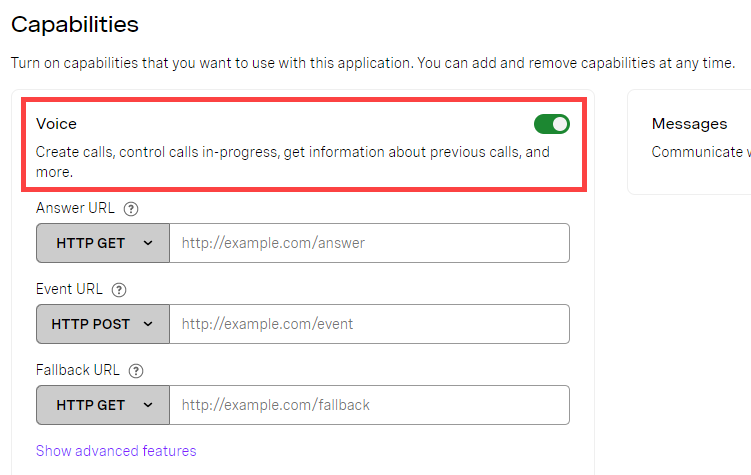 Capabilities
Turn on capabilities that you want to use with this application. You can add and remove capabilities at any time.
Voice
Create calls, control calls in-progress, get information about previous calls, and
more.
Answer URL ?
HTTP GET http://example.com/answer
Event URL ?
HTTP POST http://example.com/event
Fallback URL ?
HTTP GET http://example.com/fallback
Show advanced features
Messages
Communicate